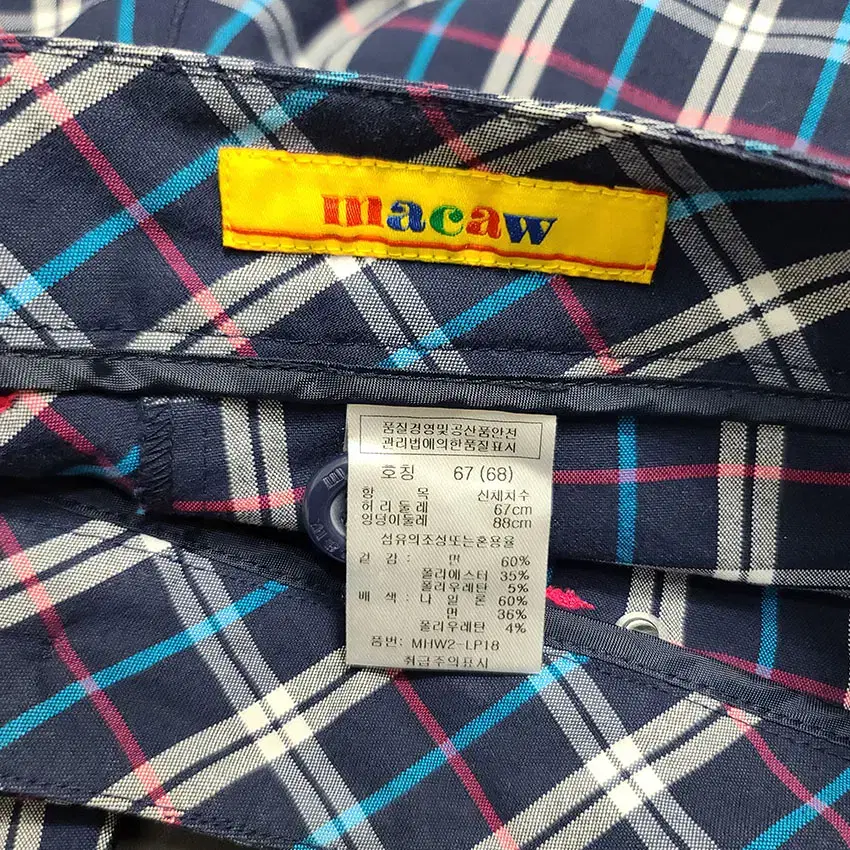 macaw
품질경영및공산품안전
관리법에의한품질표시
호칭 67 (68)
항 목 신체치수
허리둘레 67cm
엉덩이둘레 88cm
섬유의조성또는혼용율
겉 감 : 면 60%
폴리에스터 35%
폴리우레탄 5%
배 색 : 나 일 론 60%
면 36%
폴리우레탄 4%
품번: MHW2-LP18
취급주의표시